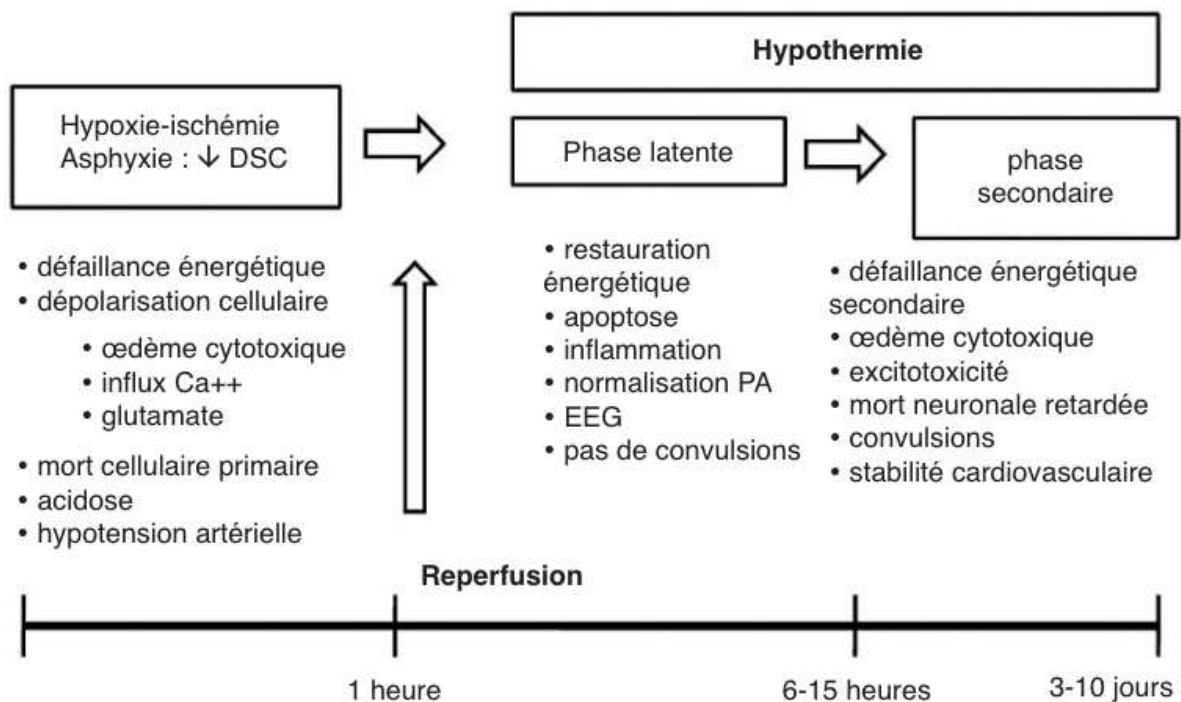 Hypothermie
Hypoxie-ischémie
Asphyxie : ↓ DSC
Phase latente
phase
secondaire
• défaillance énergétique
• dépolarisation cellulaire
• œdème cytotoxique
• influx Ca++
• glutamate
• mort cellulaire primaire
• acidose
• hypotension artérielle
• restauration
énergétique
• apoptose
• inflammation
• normalisation PA
• EEG
• pas de convulsions
• défaillance énergétique
secondaire
• œdème cytotoxique
• excitotoxicité
• mort neuronale retardée
• convulsions
• stabilité cardiovasculaire
Reperfusion
1 heure
6-15 heures
3-10 jours